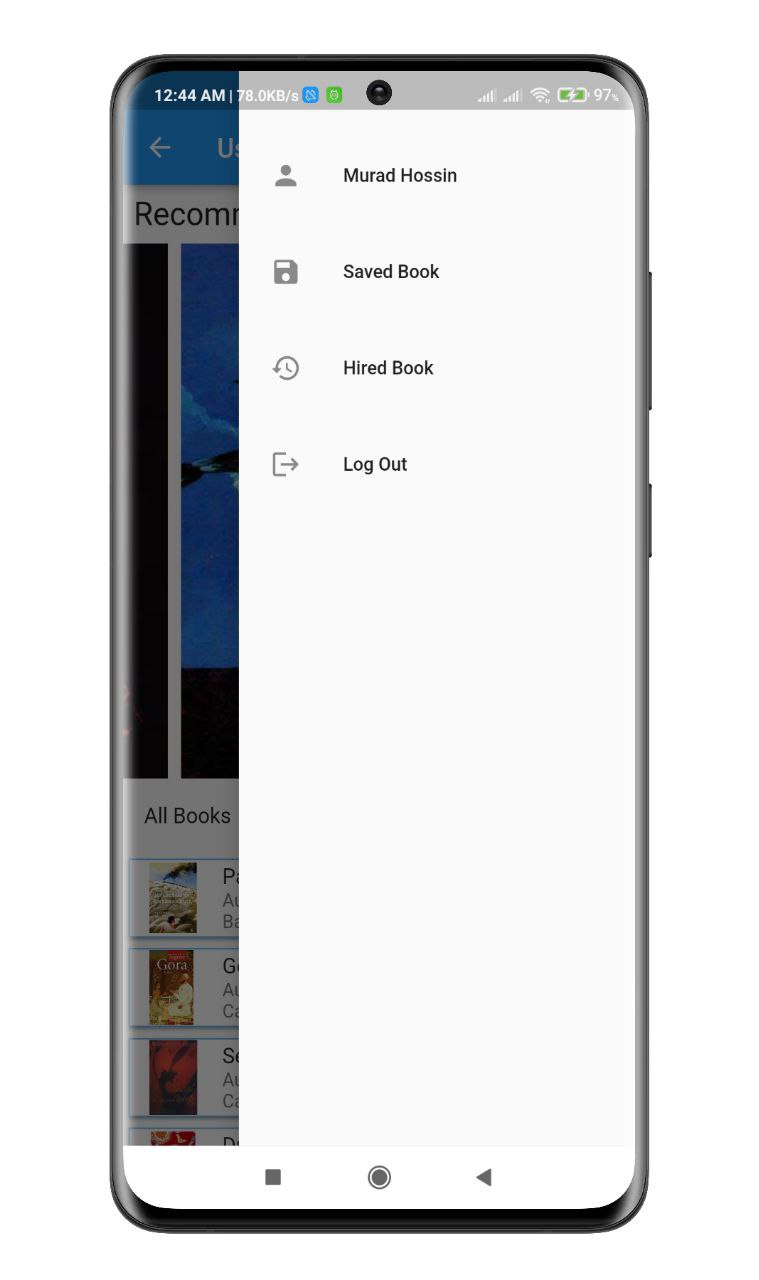 12:44 AM | 78.0KB/s
97%
Us
Murad Hossin
Recomm
Saved Book
Hired Book
Log Out
All Books
Pa
Au
Ba
Gora
Go
Au
Ca
Se
Au
Ca